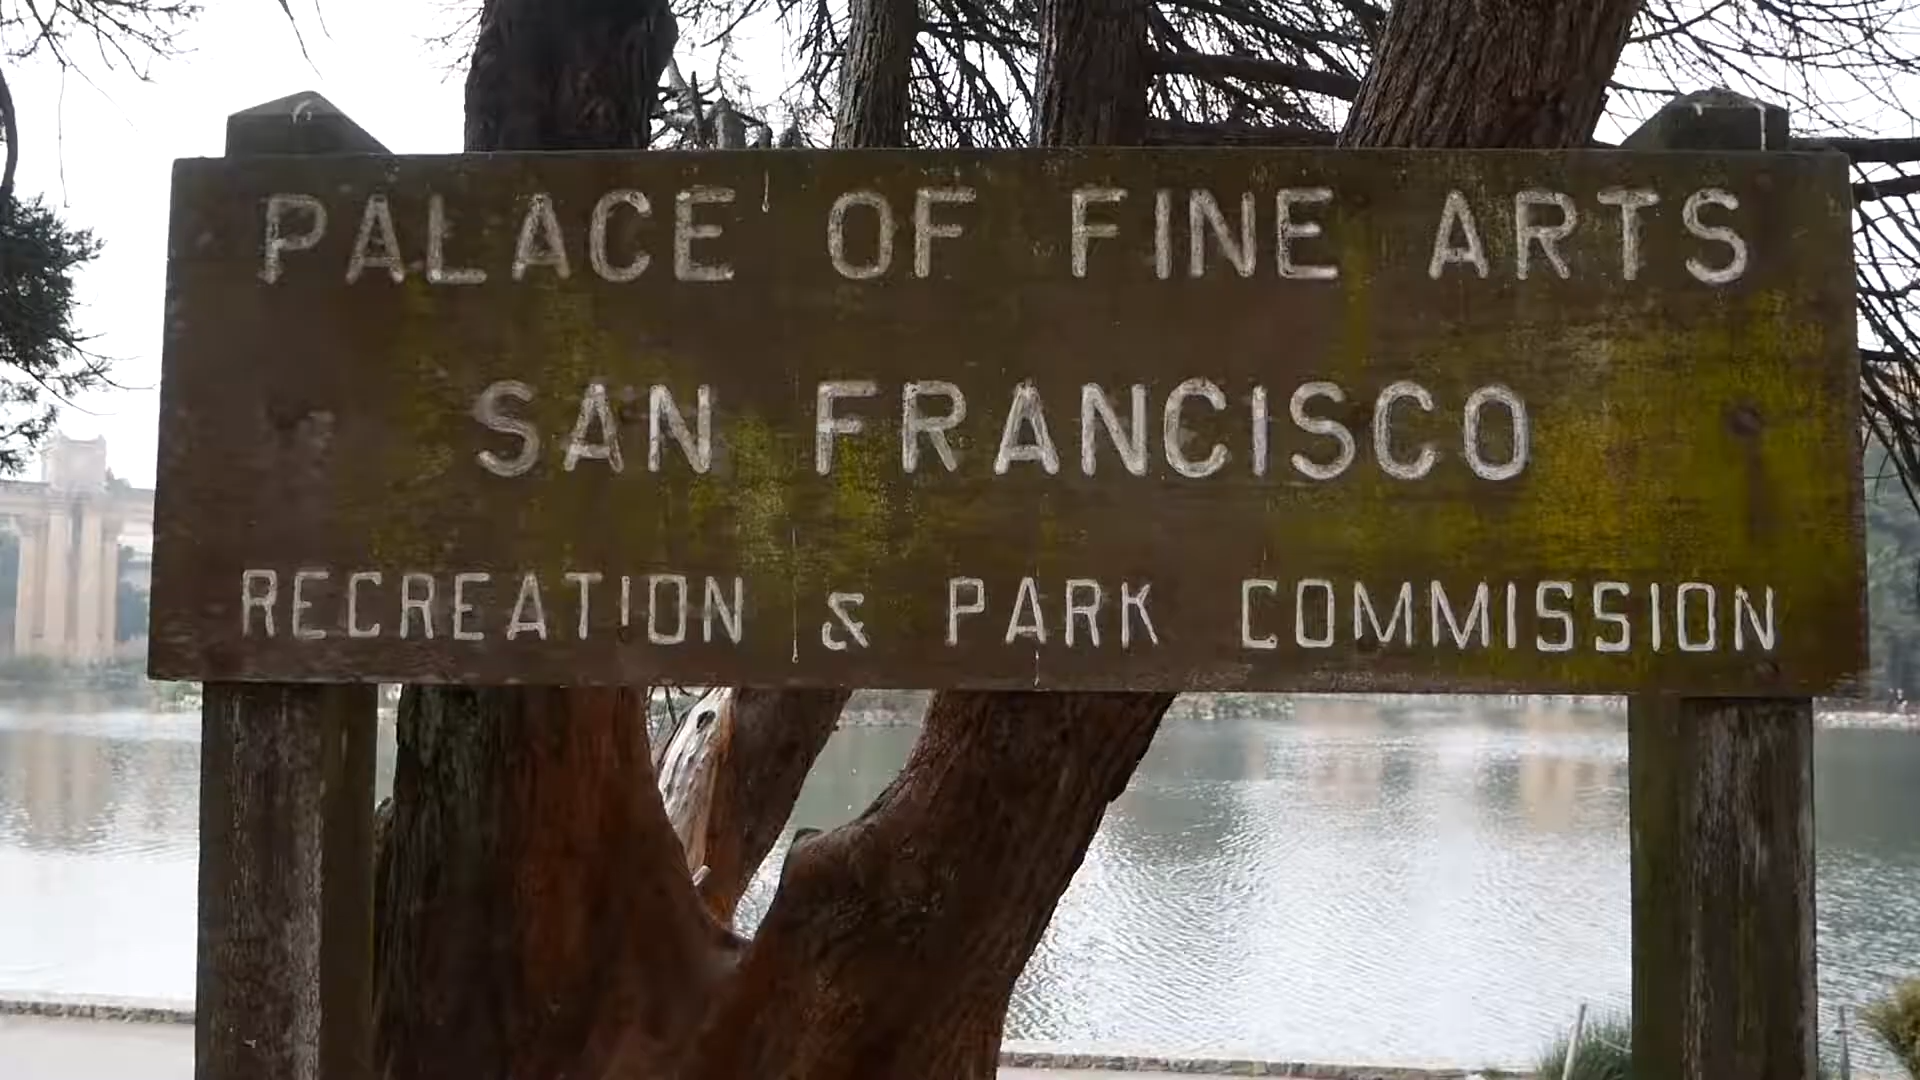 PALACE OF FINE ARTS
SAN FRANCISCO
RECREATION & PARK COMMISSION